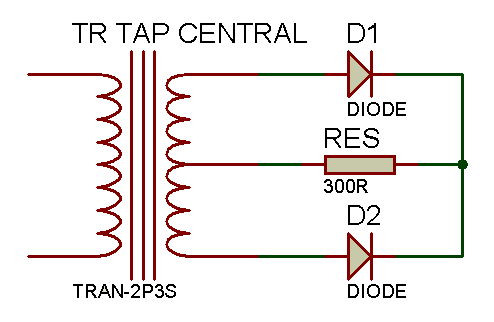 TR TAP CENTRAL
D1
DIODE
RES
300R
D2
TRAN-2P3S
DIODE